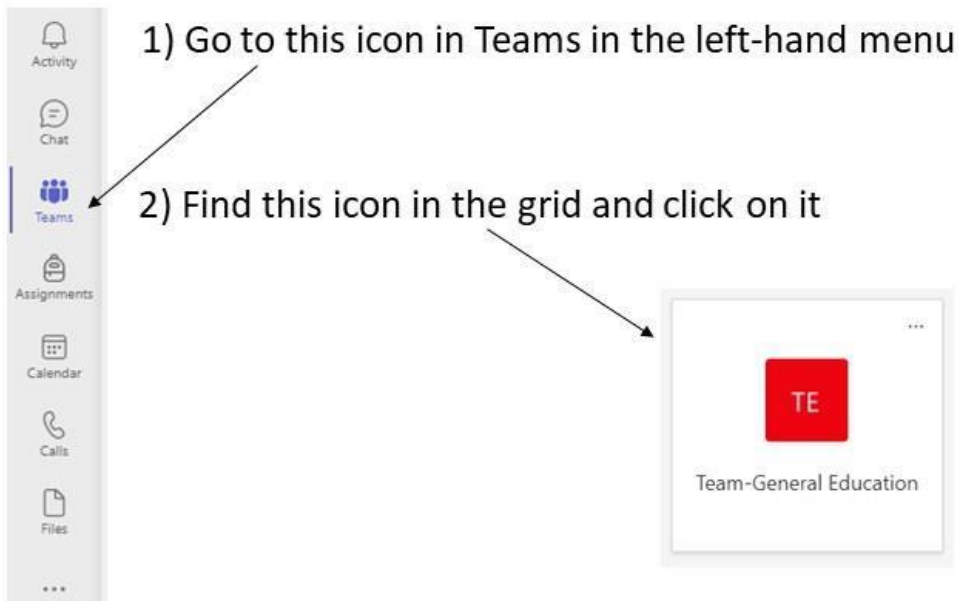 Activity
1) Go to this icon in Teams in the left-hand menu
Chat
Teams
2) Find this icon in the grid and click on it
Assignments
Calendar
Calls
Files
...
...
TE
Team-General Education